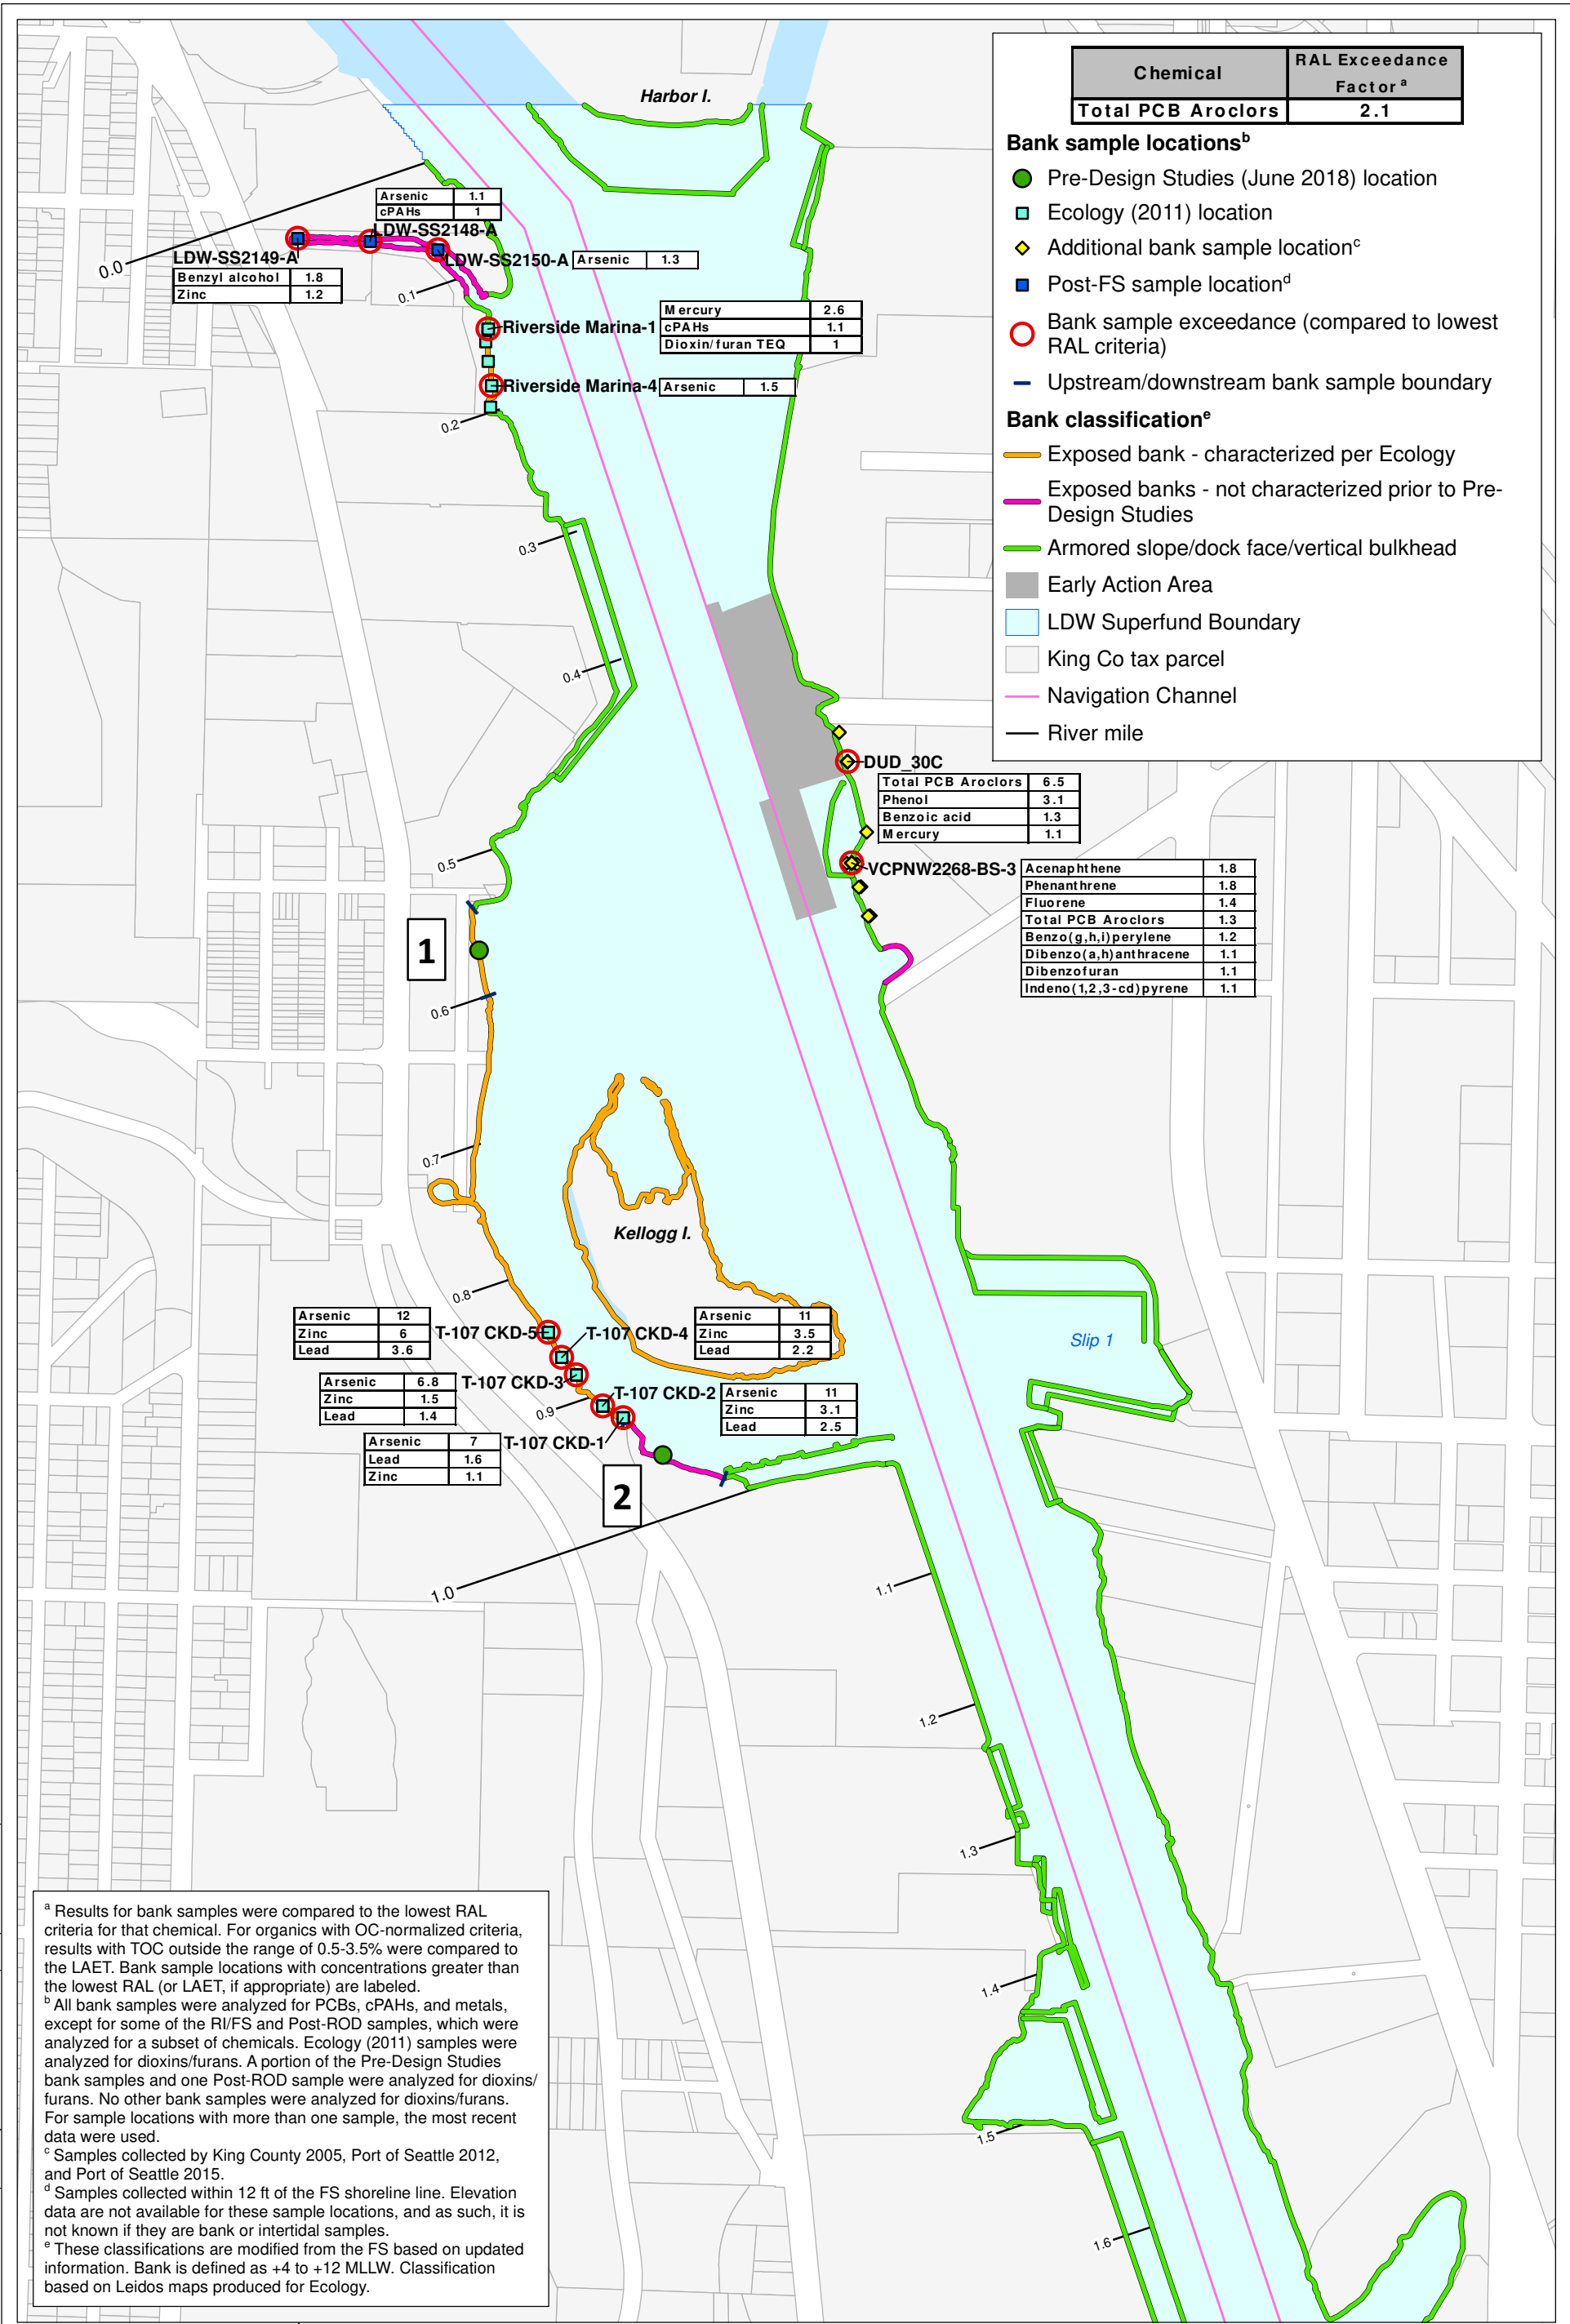 Harbor I.
Chemical RAL Exceedance Factor a
Total PCB Aroclors 2.1
Bank sample locations b
Pre-Design Studies (June 2018) location
Ecology (2011) location
Additional bank sample location c
Post-FS sample location d
Bank sample exceedance (compared to lowest
RAL criteria)
Upstream/downstream bank sample boundary
Bank classification e
Exposed bank - characterized per Ecology
Exposed banks - not characterized prior to Pre-
Design Studies
Armored slope/dock face/vertical bulkhead
Early Action Area
LDW Superfund Boundary
King Co tax parcel
Navigation Channel
River mile
Arsenic 1.1
cPAHs 1
LDW-SS2148-A
LDW-SS2149-A
Benzyl alcohol 1.8
Zinc 1.2
LDW-SS2150-A
Arsenic 1.3
0.0
0.1
Riverside Marina-1
Mercury 2.6
cPAHs 1.1
Dioxin/furan TEQ 1
Riverside Marina-4
Arsenic 1.5
0.2
0.3
0.4
DUD_30C
Total PCB Aroclors 6.5
Phenol 3.1
Benzoic acid 1.3
Mercury 1.1
0.5
VCPNW2268-BS-3
Acenaphthene 1.8
Phenanthrene 1.8
Fluorene 1.4
Total PCB Aroclors 1.3
Benzo(g,h,i)perylene 1.2
Dibenzo(a,h)anthracene 1.1
Dibenzofuran 1.1
Indeno(1,2,3-cd)pyrene 1.1
1
0.6
0.7
Kellogg I.
0.8
Arsenic 12
Zinc 6
Lead 3.6
T-107 CKD-5
T-107 CKD-4
Arsenic 11
Zinc 3.5
Lead 2.2
Slip 1
Arsenic 6.8
Zinc 1.5
Lead 1.4
T-107 CKD-3
T-107 CKD-2
Arsenic 11
Zinc 3.1
Lead 2.5
0.9
Arsenic 7
Lead 1.6
Zinc 1.1
T-107 CKD-1
2
1.0
1.1
1.2
1.3
1.4
1.5
1.6
a Results for bank samples were compared to the lowest RAL
criteria for that chemical. For organics with OC-normalized criteria,
results with TOC outside the range of 0.5-3.5% were compared to
the LAET. Bank sample locations with concentrations greater than
the lowest RAL (or LAET, if appropriate) are labeled.
b All bank samples were analyzed for PCBs, cPAHs, and metals,
except for some of the RI/FS and Post-ROD samples, which were
analyzed for a subset of chemicals. Ecology (2011) samples were
analyzed for dioxins/furans. A portion of the Pre-Design Studies
bank samples and one Post-ROD sample were analyzed for dioxins/
furans. No other bank samples were analyzed for dioxins/furans.
For sample locations with more than one sample, the most recent
data were used.
c Samples collected by King County 2005, Port of Seattle 2012,
and Port of Seattle 2015.
d Samples collected within 12 ft of the FS shoreline line. Elevation
data are not available for these sample locations, and as such, it is
not known if they are bank or intertidal samples.
e These classifications are modified from the FS based on updated
information. Bank is defined as +4 to +12 MLLW. Classification
based on Leidos maps produced for Ecology.